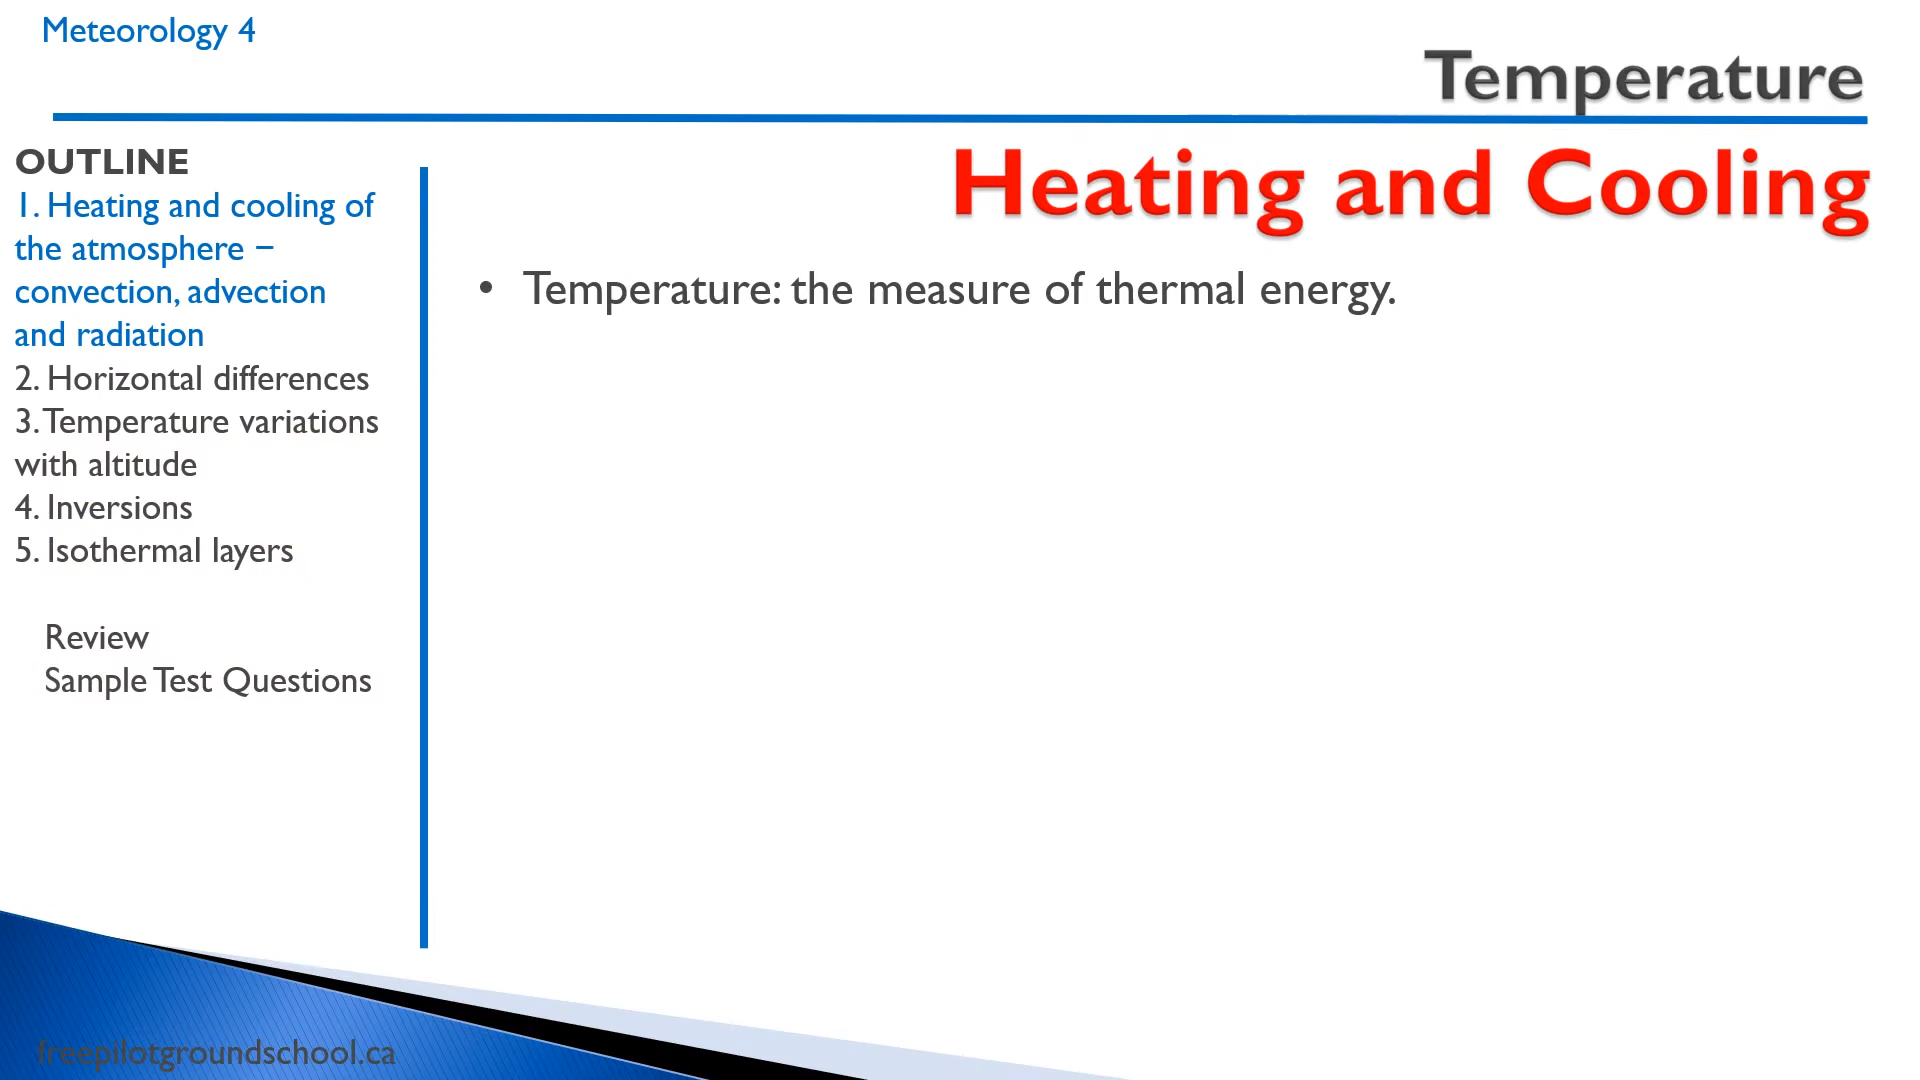 Meteorology 4
Temperature
OUTLINE
1. Heating and cooling of
the atmosphere –
convection, advection
and radiation
2. Horizontal differences
3. Temperature variations
with altitude
4. Inversions
5. Isothermal layers
Review
Sample Test Questions
Heating and Cooling
• Temperature: the measure of thermal energy.
freepilotgroundschool.ca